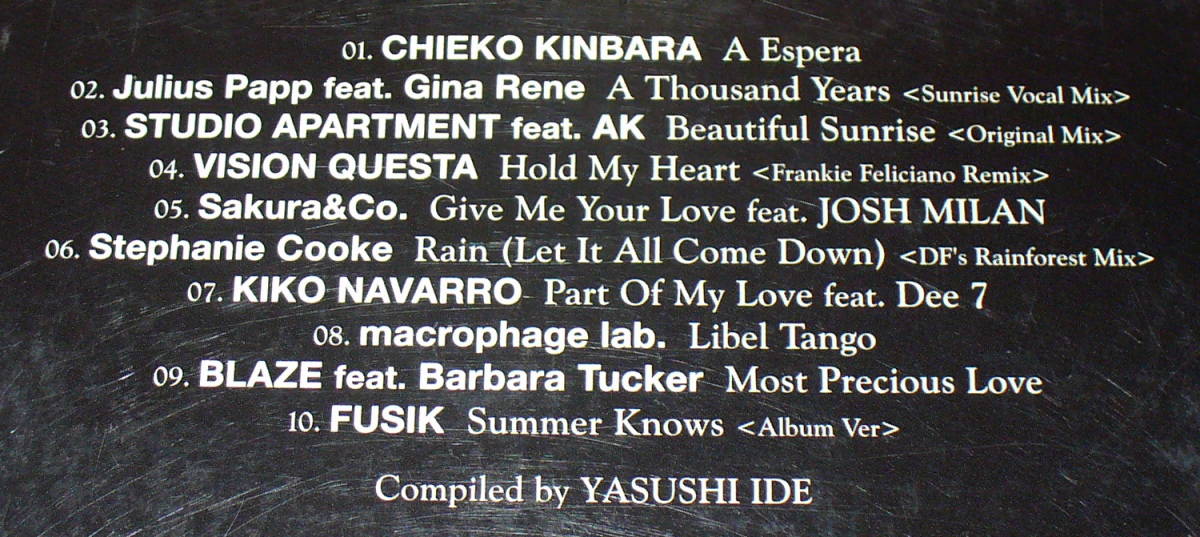 01. CHIEKO KINBARA A Espera
02. Julius Papp feat. Gina Rene A Thousand Years <Sunrise Vocal Mix>
03. STUDIO APARTMENT feat. AK Beautiful Sunrise <Original Mix>
04. VISION QUESTA Hold My Heart <Frankie Feliciano Remix>
05. Sakura&Co. Give Me Your Love feat. JOSH MILAN
06. Stephanie Cooke Rain (Let It All Come Down) <DF's Rainforest Mix>
07. KIKO NAVARRO Part Of My Love feat. Dee 7
08. macrophage lab. Libel Tango
09. BLAZE feat. Barbara Tucker Most Precious Love
10. FUSIK Summer Knows <Album Ver>
Compiled by YASUSHI IDE